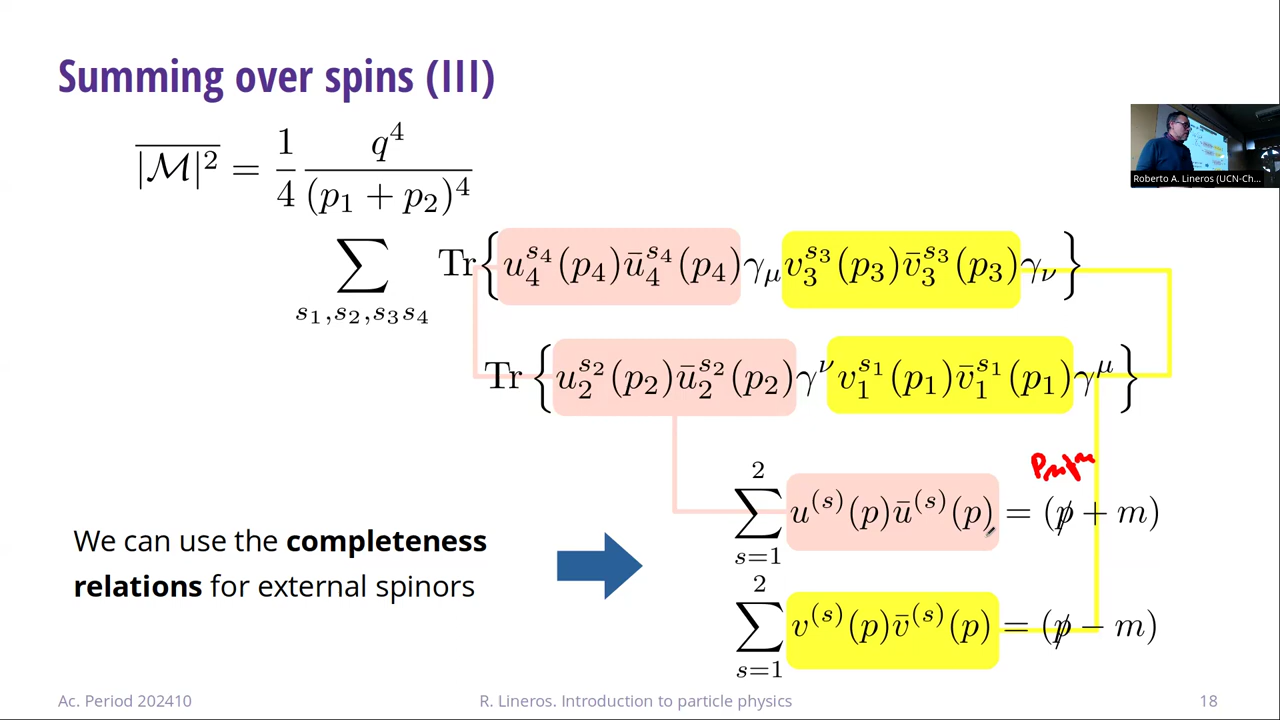 Summing over spins (III)
Roberto A. Lineros (UCN-Ch...
\overline{|ℳ|²} = 1/4 q⁴/(p₁ + p₂)⁴
∑_{s₁,s₂,s₃s₄} Tr{u₄^{s₄}(p₄)ū₄^{s₄}(p₄)γ_μ v₃^{s₃}(p₃)v̄₃^{s₃}(p₃)γ_ν}
Tr{u₂^{s₂}(p₂)ū₂^{s₂}(p₂)γ^ν v₁^{s₁}(p₁)v̄₁^{s₁}(p₁)γ^μ}
∑_{s=1}^{2} u^{(s)}(p)ū^{(s)}(p) = (p̸ + m)
We can use the completeness
relations for external spinors
∑_{s=1}^{2} v^{(s)}(p)v̄^{(s)}(p) = (p̸ − m)
Ac. Period 202410
R. Lineros. Introduction to particle physics
18